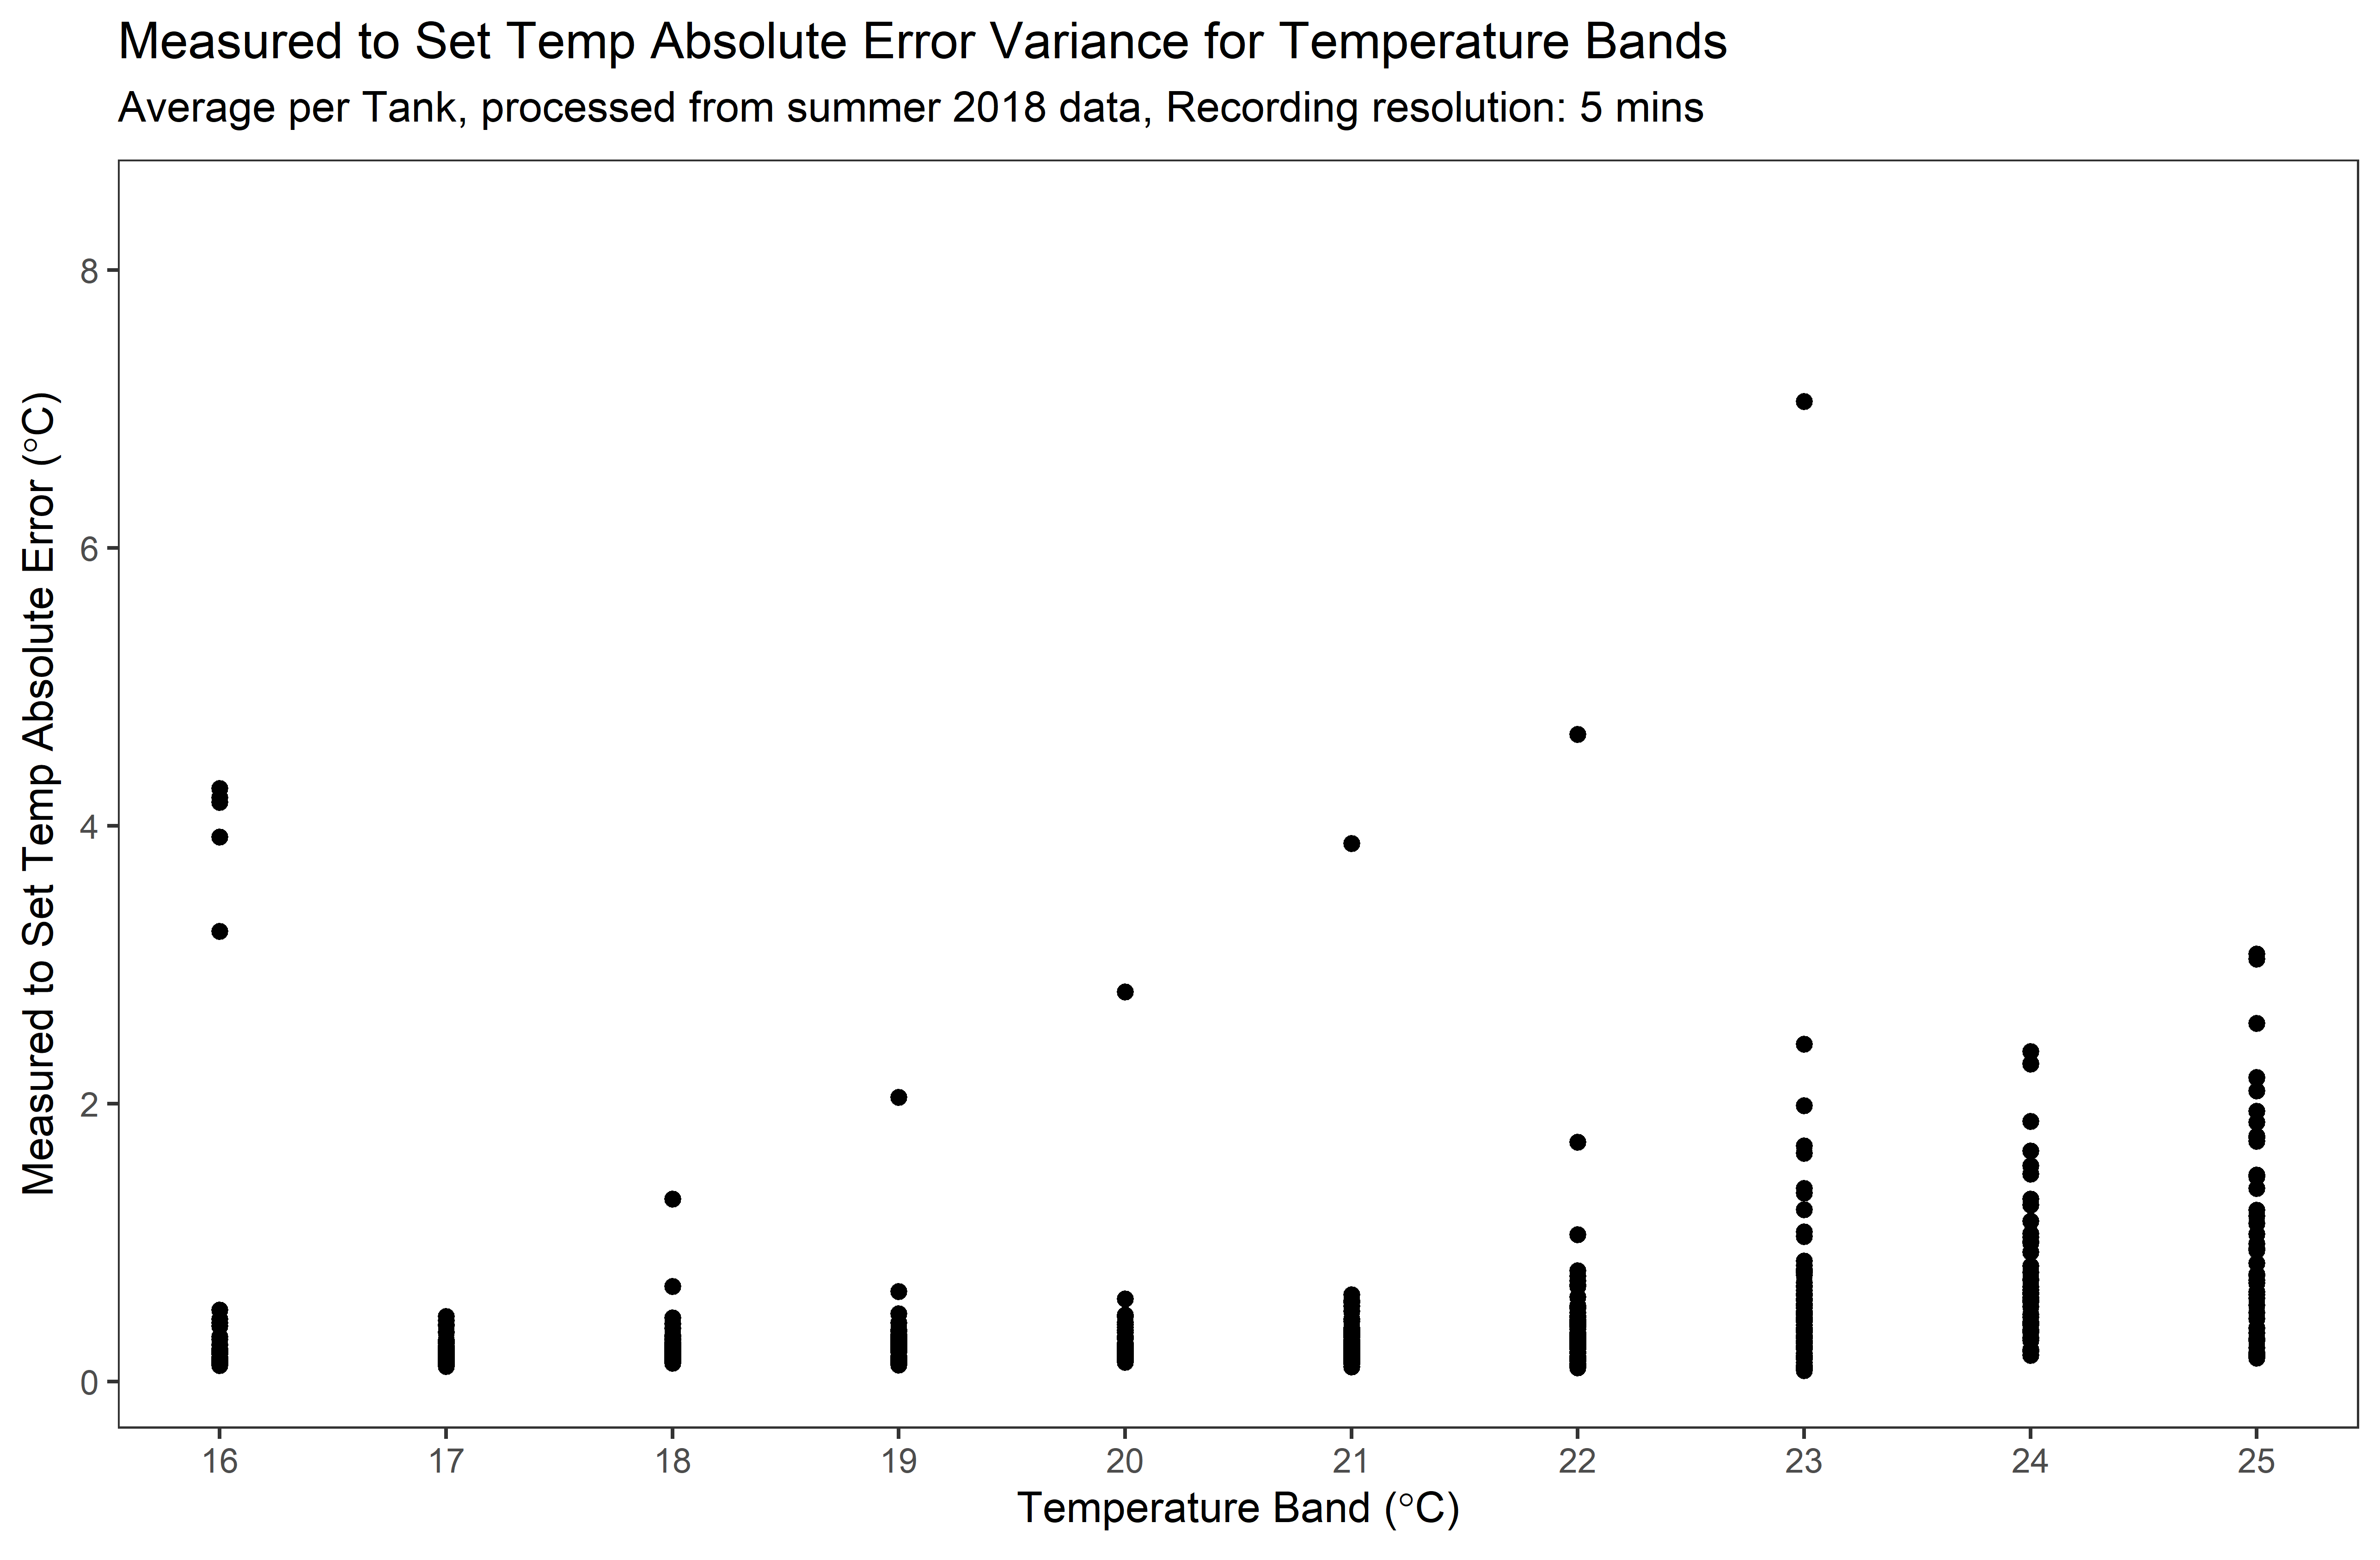 Measured to Set Temp Absolute Error Variance for Temperature Bands
Average per Tank, processed from summer 2018 data, Recording resolution: 5 mins
Measured to Set Temp Absolute Error (°C)
8
6
4
2
0
16 17 18 19 20 21 22 23 24 25
Temperature Band (°C)